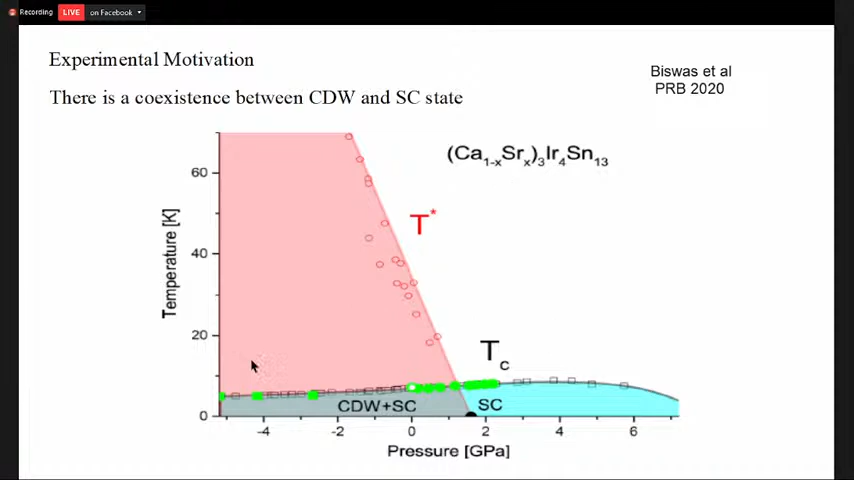 Recording LIVE on Facebook
Experimental Motivation
Biswas et al
PRB 2020
There is a coexistence between CDW and SC state
(Ca1-xSrx)3Ir4Sn13
60
T*
Temperature [K]
40
20
Tc
CDW+SC
SC
0
-4 -2 0 2 4 6
Pressure [GPa]